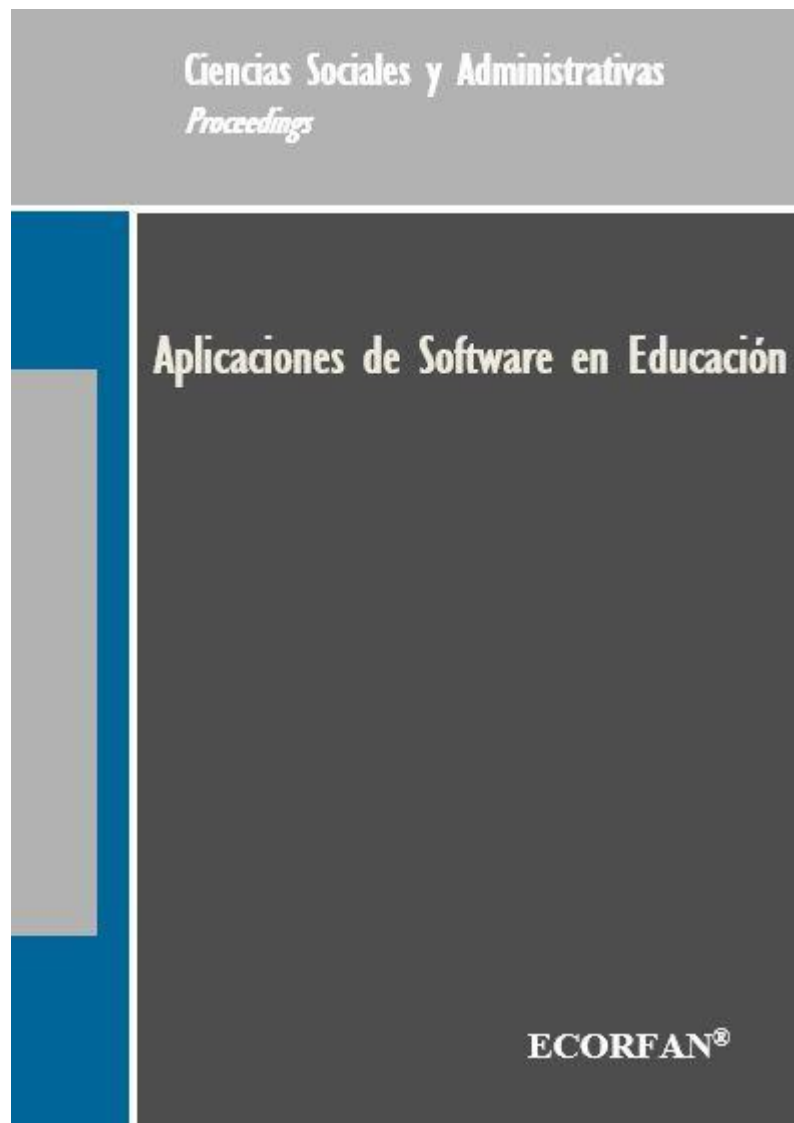 Ciencias Sociales y Administrativas
Proceedings
Aplicaciones de Software en Educación
ECORFAN®